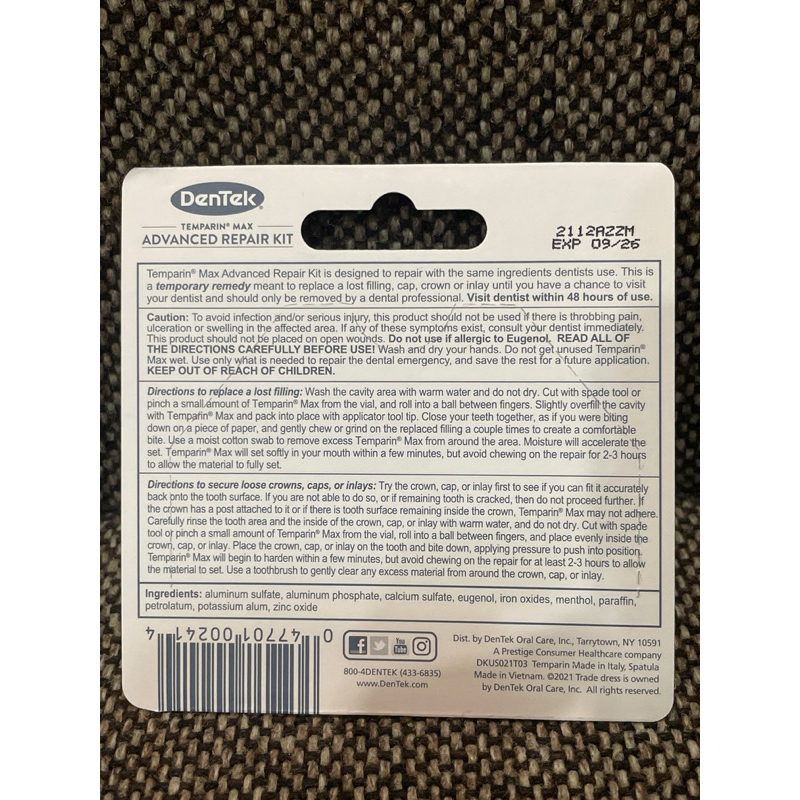 DenTek®
TEMPARIN® MAX
ADVANCED REPAIR KIT
2112A22M
EXP 09/26
Temparin® Max Advanced Repair Kit is designed to repair with the same ingredients dentists use. This is
a temporary remedy meant to replace a lost filling, cap, crown or inlay until you have a chance to visit
your dentist and should only be removed by a dental professional. Visit dentist within 48 hours of use.
Caution: To avoid infection and/or serious injury, this product should not be used if there is throbbing pain,
ulceration or swelling in the affected area. If any of these symptoms exist, consult your dentist immediately.
This product should not be placed on open wounds. Do not use if allergic to Eugenol. READ ALL OF
THE DIRECTIONS CAREFULLY BEFORE USE! Wash and dry your hands. Do not get unused Temparin®
Max wet. Use only what is needed to repair the dental emergency, and save the rest for a future application.
KEEP OUT OF REACH OF CHILDREN.
Directions to replace a lost filling: Wash the cavity area with warm water and do not dry. Cut with spade tool or
pinch a small amount of Temparin® Max from the vial, and roll into a ball between fingers. Slightly overfill the cavity
with Temparin® Max and pack into place with applicator tool tip. Close your teeth together, as if you were biting
down on a piece of paper, and gently chew or grind on the replaced filling a couple times to create a comfortable
bite. Use a moist cotton swab to remove excess Temparin® Max from around the area. Moisture will accelerate the
set. Temparin® Max will set softly in your mouth within a few minutes, but avoid chewing on the repair for 2-3 hours
to allow the material to fully set.
Directions to secure loose crowns, caps, or inlays: Try the crown, cap, or inlay first to see if you can fit it accurately
back onto the tooth surface. If you are not able to do so, or if remaining tooth is cracked, then do not proceed further. If
the crown has a post attached to it or if there is tooth surface remaining inside the crown, Temparin® Max may not adhere.
Carefully rinse the tooth area and the inside of the crown, cap, or inlay with warm water, and do not dry. Cut with spade
tool or pinch a small amount of Temparin® Max from the vial, roll into a ball between fingers, and place evenly inside the
crown, cap, or inlay. Place the crown, cap, or inlay on the tooth and bite down, applying pressure to push into position.
Temparin® Max will begin to harden within a few minutes, but avoid chewing on the repair for at least 2-3 hours to allow
the material to set. Use a toothbrush to gently clear any excess material from around the crown, cap, or inlay.
Ingredients: aluminum sulfate, aluminum phosphate, calcium sulfate, eugenol, iron oxides, menthol, paraffin,
petrolatum, potassium alum, zinc oxide
0 47701 00241 4
You
Tube
800-4DENTEK (433-6835)
www.DenTek.com
Dist. by DenTek Oral Care, Inc., Tarrytown, NY 10591
A Prestige Consumer Healthcare company
DKUS021T03 Temparin Made in Italy, Spatula
Made in Vietnam. ©2021 Trade dress is owned
by DenTek Oral Care, Inc. All rights reserved.